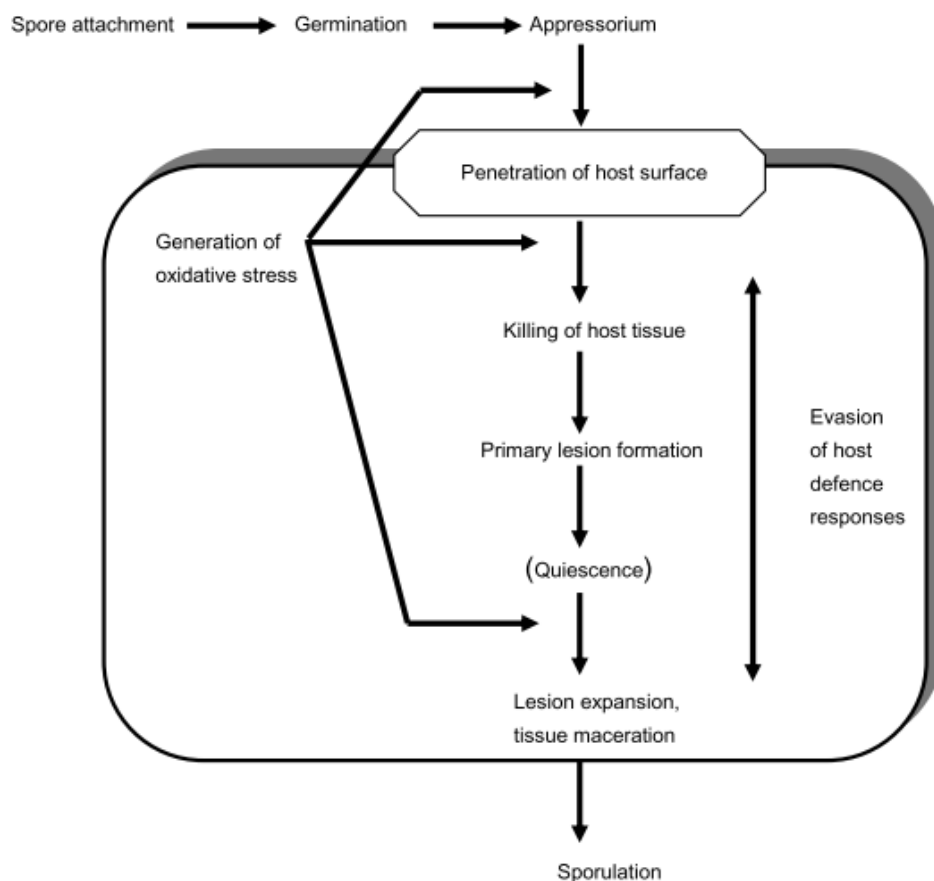 Spore attachment
Germination
Appressorium
Penetration of host surface
Generation of
oxidative stress
Killing of host tissue
Primary lesion formation
Evasion
of host
defence
responses
(Quiescence)
Lesion expansion,
tissue maceration
Sporulation